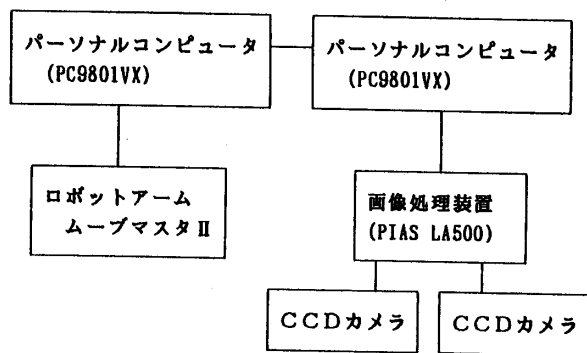 パーソナルコンピュータ
(PC9801VX)
パーソナルコンピュータ
(PC9801VX)
ロボットアーム
ムーブマスタⅡ
画像処理装置
(PIAS LA500)
CCDカメラ
CCDカメラ